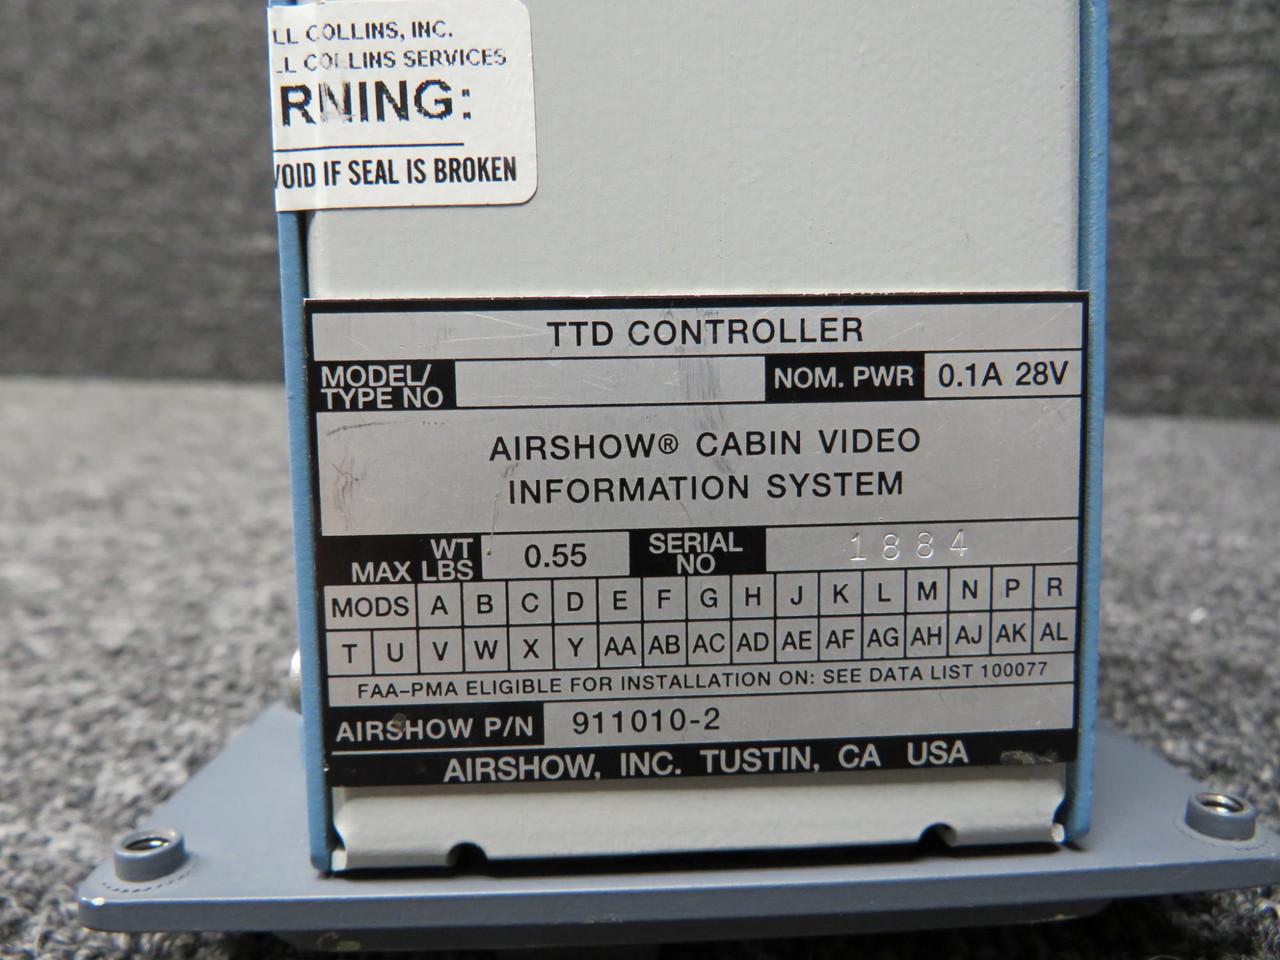 LL COLLINS, INC.
LL COLLINS SERVICES
RNING:
VOID IF SEAL IS BROKEN
TTD CONTROLLER
MODEL/
TYPE NO
NOM. PWR 0.1A 28V
AIRSHOW® CABIN VIDEO
INFORMATION SYSTEM
MAX WT LBS 0.55 SERIAL NO 1884
MODS A B C D E F G H J K L M N P R
T U V W X Y AA AB AC AD AE AF AG AH AJ AK AL
FAA-PMA ELIGIBLE FOR INSTALLATION ON: SEE DATA LIST 100077
AIRSHOW P/N 911010-2
AIRSHOW, INC. TUSTIN, CA USA